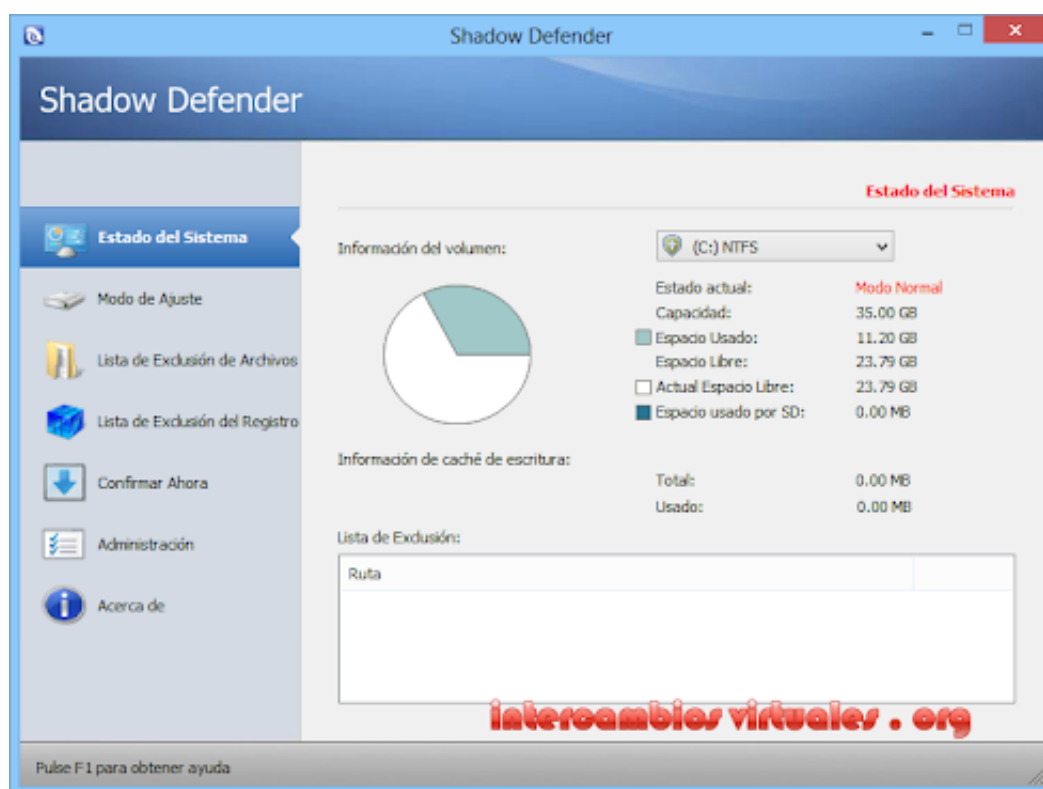 Shadow Defender
Shadow Defender
Estado del Sistema
Estado del Sistema
Modo de Ajuste
Lista de Exclusión de Archivos
Lista de Exclusión del Registro
Confirmar Ahora
Administración
Acerca de
Información del volumen:
(C:) NTFS
Estado actual: Modo Normal
Capacidad: 35.00 GB
Espacio Usado: 11.20 GB
Espacio Libre: 23.79 GB
Actual Espacio Libre: 23.79 GB
Espacio usado por SD: 0.00 MB
Información de caché de escritura:
Total: 0.00 MB
Usado: 0.00 MB
Lista de Exclusión:
Ruta
intercambios virtuales . org
Pulse F1 para obtener ayuda